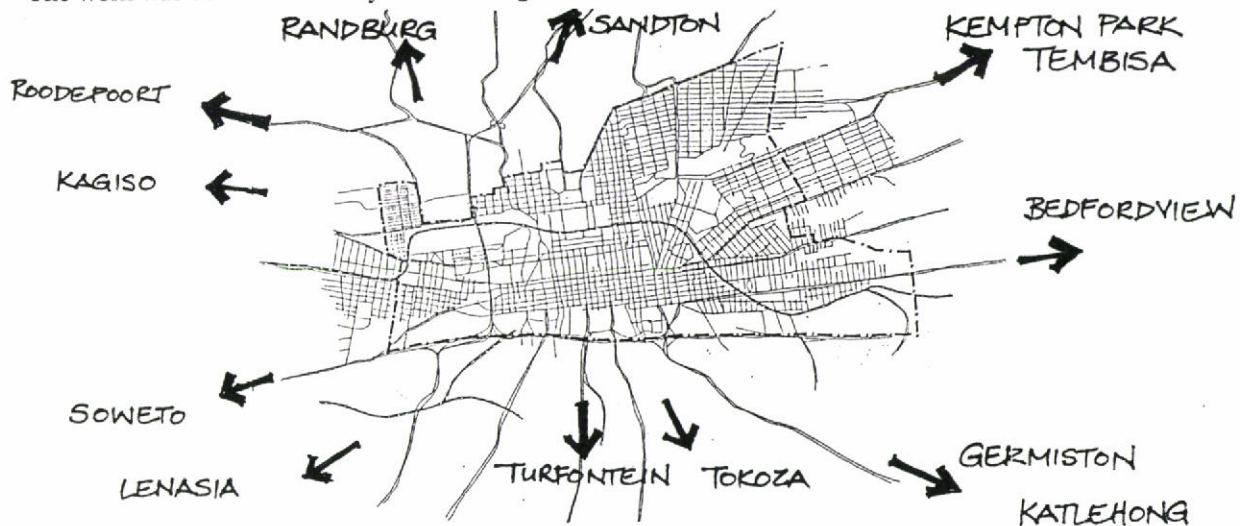 RANDBURG
SANDTON
KEMPTON PARK
TEMBISA
ROODEPOORT
KAGISO
BEDFORDVIEW
SOWETO
LENASIA
TURFONTEIN
TOKOZA
GERMISTON
KATLEHONG